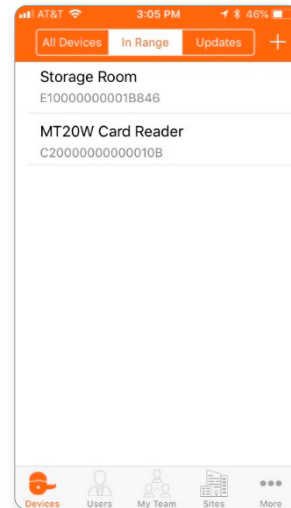 AT&T 3:05 PM 46%
All Devices In Range Updates +
Storage Room
E10000000001B846
MT20W Card Reader
C20000000000010B
Devices Users My Team Sites More